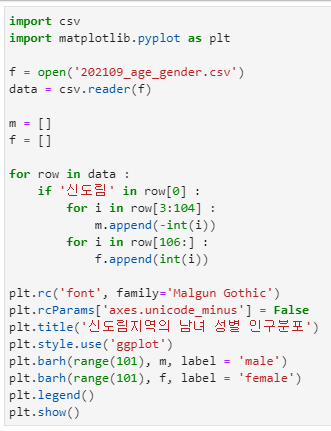 import csv
import matplotlib.pyplot as plt
f = open('202109_age_gender.csv')
data = csv.reader(f)
m = []
f = []
for row in data :
if '신도림' in row[0] :
for i in row[3:104] :
m.append(-int(i))
for i in row[106:] :
f.append(int(i))
plt.rc('font', family='Malgun Gothic')
plt.rcParams['axes.unicode_minus'] = False
plt.title('신도림지역의 남녀 성별 인구분포')
plt.style.use('ggplot')
plt.barh(range(101), m, label = 'male')
plt.barh(range(101), f, label = 'female')
plt.legend()
plt.show()